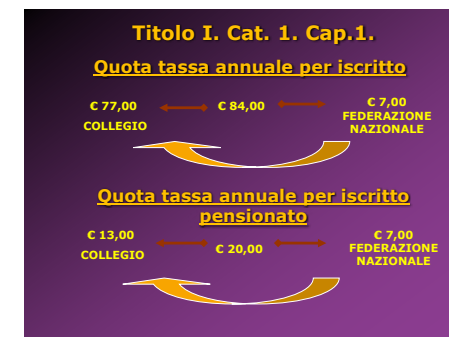 Titolo I. Cat. 1. Cap.1.
Quota tassa annuale per iscritto
€ 77,00
COLLEGIO
€ 84,00
€ 7,00
FEDERAZIONE
NAZIONALE
Quota tassa annuale per iscritto
pensionato
€ 13,00
COLLEGIO
€ 20,00
€ 7,00
FEDERAZIONE
NAZIONALE